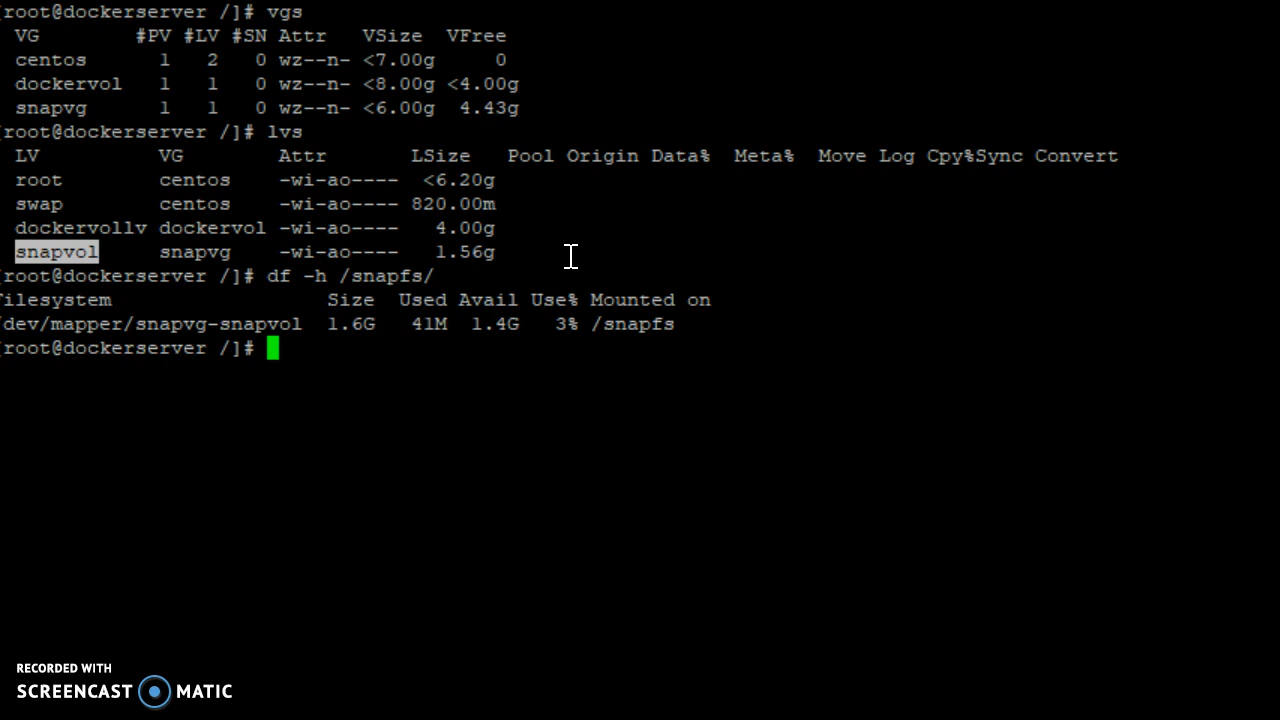 [root@dockerserver /]# vgs
VG #PV #LV #SN Attr VSize VFree
centos 1 2 0 wz--n- <7.00g 0
dockervol 1 1 0 wz--n- <8.00g <4.00g
snapvg 1 1 0 wz--n- <6.00g 4.43g
[root@dockerserver /]# lvs
LV VG Attr LSize Pool Origin Data% Meta% Move Log Cpy%Sync Convert
root centos -wi-ao---- <6.20g
swap centos -wi-ao---- 820.00m
dockervollv dockervol -wi-ao---- 4.00g
snapvol snapvg -wi-ao---- 1.56g
[root@dockerserver /]# df -h /snapfs/
Filesystem Size Used Avail Use% Mounted on
/dev/mapper/snapvg-snapvol 1.6G 41M 1.4G 3% /snapfs
[root@dockerserver /]#
RECORDED WITH
SCREENCAST MATIC